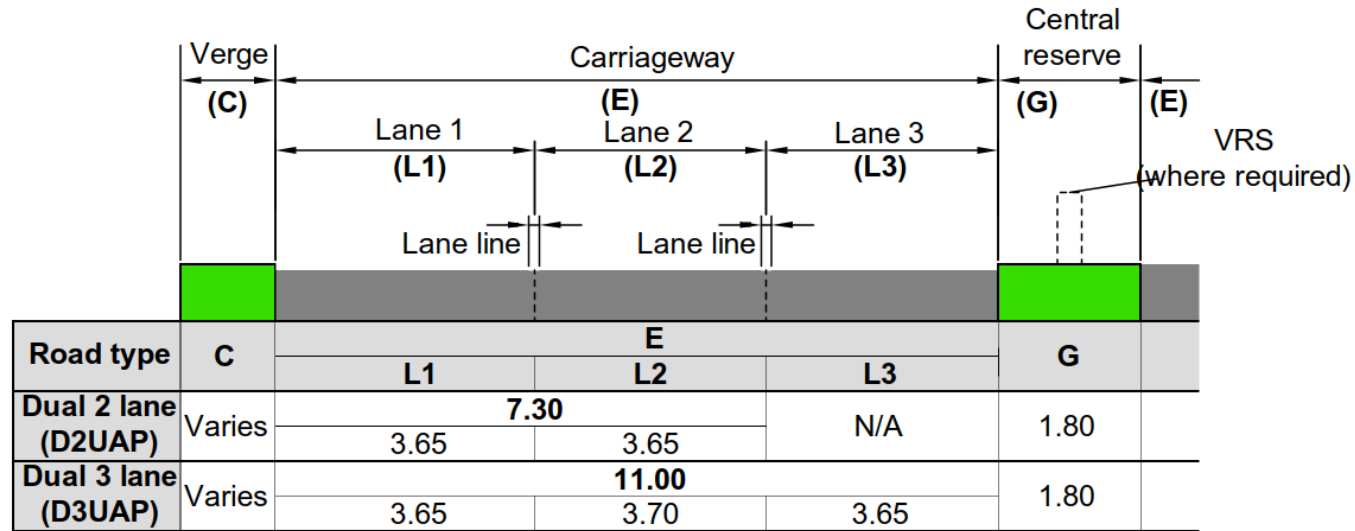 Verge
(C)
Carriageway
(E)
Central
reserve
(G)
(E)
Lane 1
(L1)
Lane 2
(L2)
Lane 3
(L3)
VRS
(where required)
Lane line
Lane line
Road type
C
E
G
L1
L2
L3
Dual 2 lane
(D2UAP)
Varies
7.30
3.65
3.65
N/A
1.80
Dual 3 lane
(D3UAP)
Varies
11.00
3.65
3.70
3.65
1.80